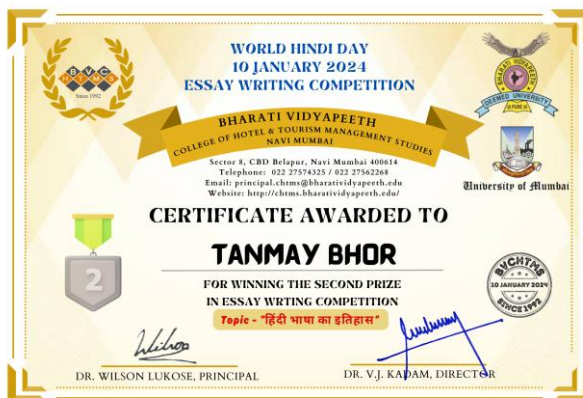 BVC
HTMS
Since 1992
WORLD HINDI DAY
10 JANUARY 2024
ESSAY WRITING COMPETITION
BHARATI VIDYAPEETH
DEEMED UNIVERSITY
PUNE
BHARATI VIDYAPEETH
COLLEGE OF HOTEL & TOURISM MANAGEMENT STUDIES
NAVI MUMBAI
Sector 8, CBD Belapur, Navi Mumbai 400614
Telephone: 022 27574325 / 022 27562268
Email: principal.chtms@bharatividyapeeth.edu
Website: http://chtms.bharatividyapeeth.edu/
University of Mumbai
CERTIFICATE AWARDED TO
TANMAY BHOR
2
FOR WINNING THE SECOND PRIZE
IN ESSAY WRTING COMPETITION
Topic - "हिंदी भाषा का इतिहास"
BVCHTMS
10 JANUARY 2024
SINCE 1992
DR. WILSON LUKOSE, PRINCIPAL
DR. V.J. KADAM, DIRECTOR